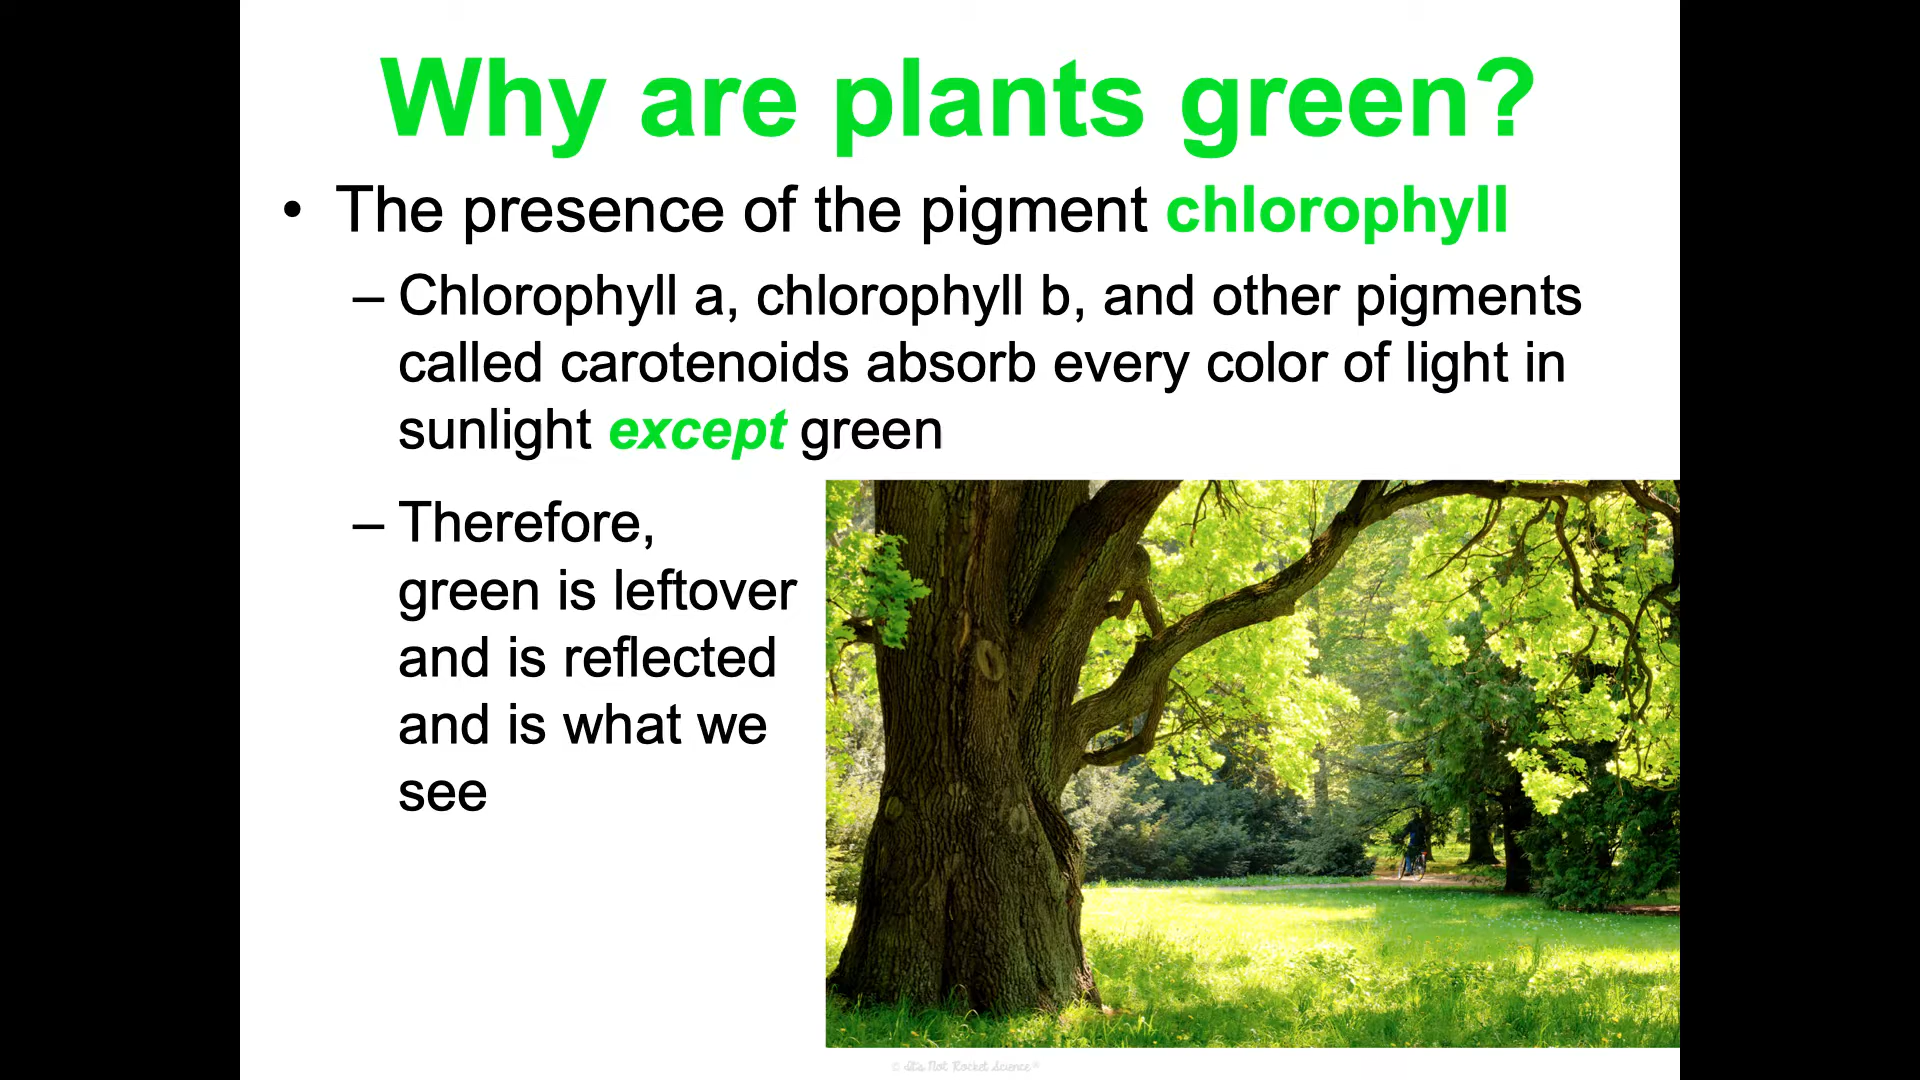 Why are plants green?
• The presence of the pigment chlorophyll
– Chlorophyll a, chlorophyll b, and other pigments
called carotenoids absorb every color of light in
sunlight except green
– Therefore,
green is leftover
and is reflected
and is what we
see
© It's Not Rocket Science®